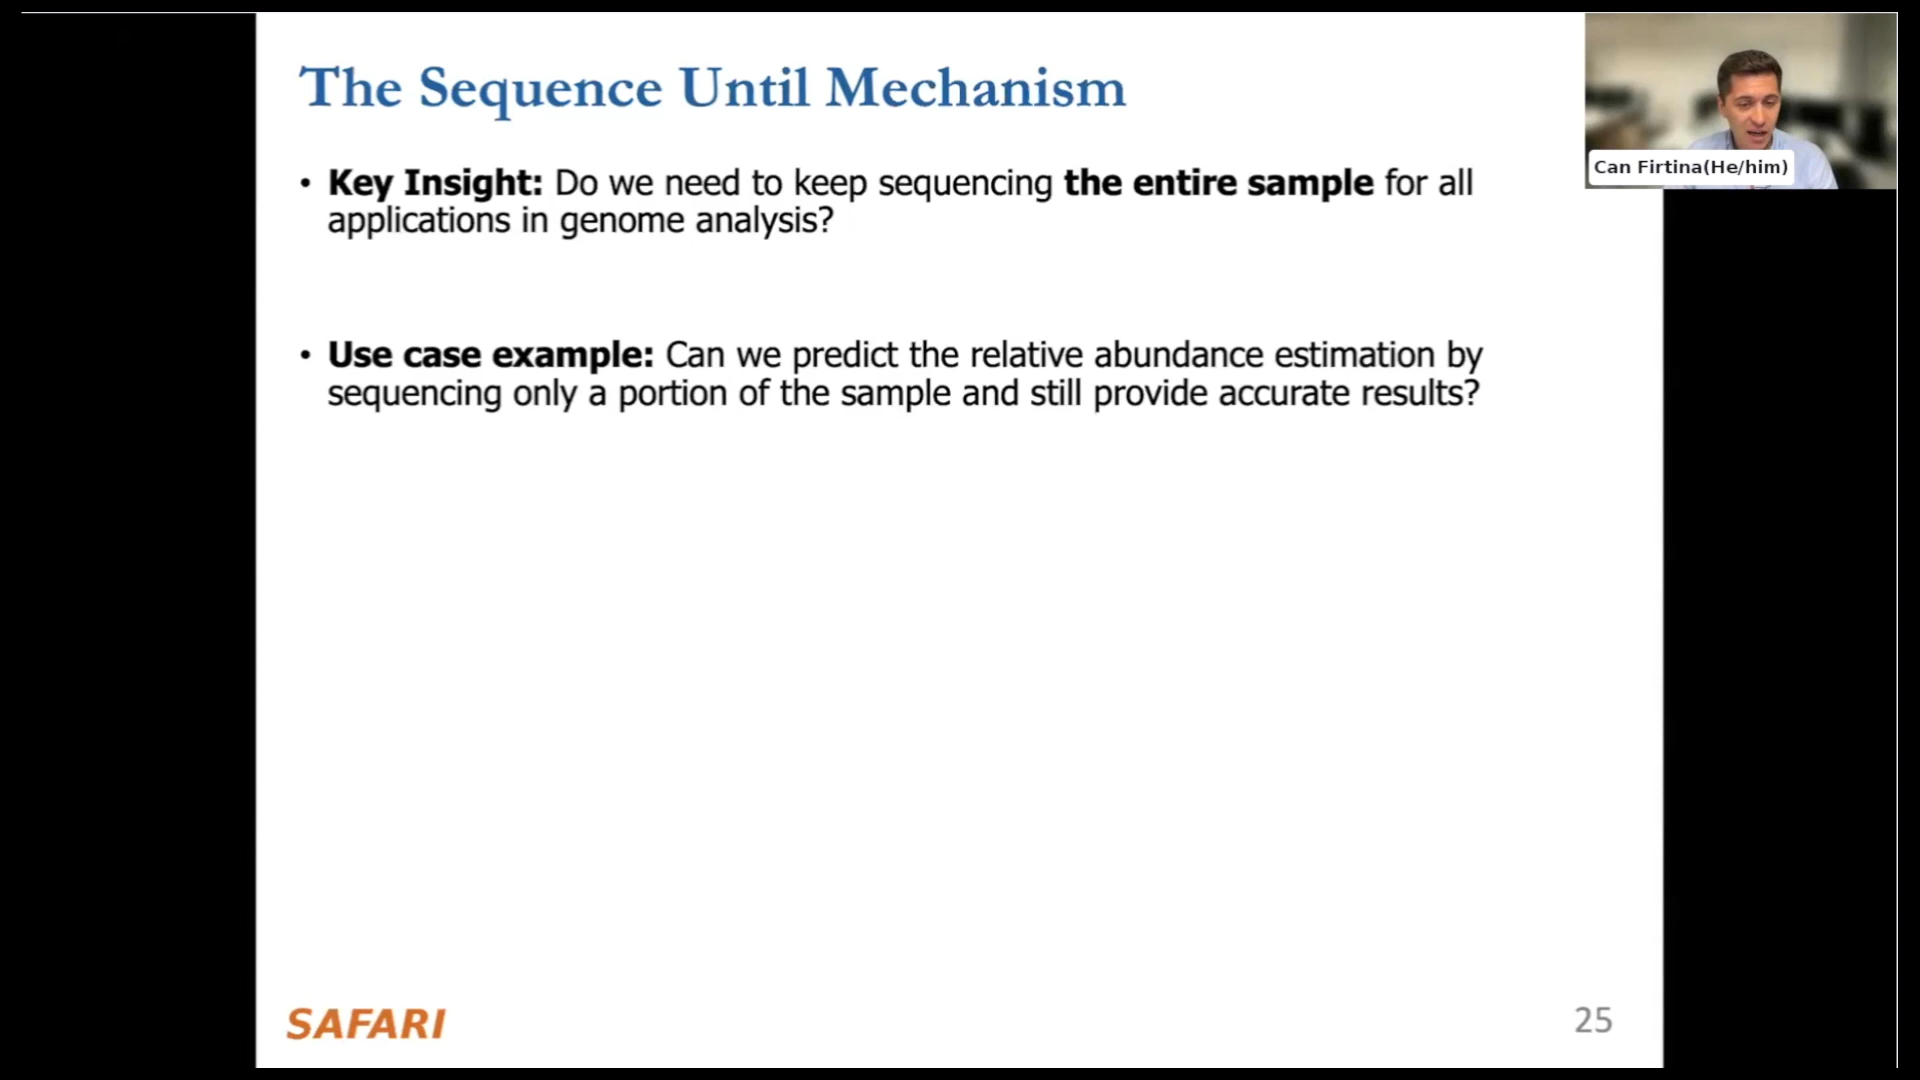 The Sequence Until Mechanism
• Key Insight: Do we need to keep sequencing the entire sample for all
applications in genome analysis?
• Use case example: Can we predict the relative abundance estimation by
sequencing only a portion of the sample and still provide accurate results?
Can Firtina(He/him)
SAFARI
25